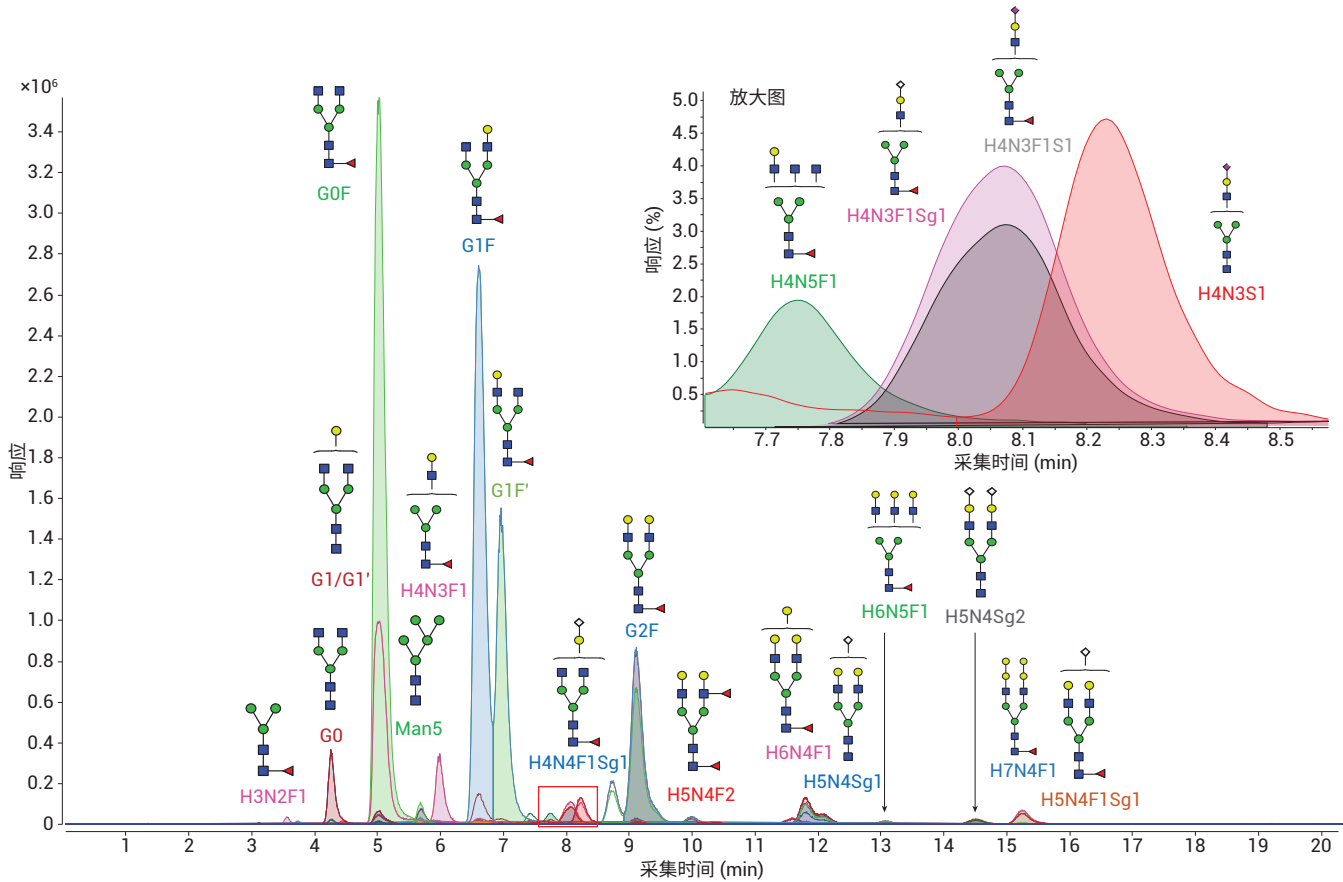 ×10⁶
响应
3.4
3.2
3.0
2.8
2.6
2.4
2.2
2.0
1.8
1.6
1.4
1.2
1.0
0.8
0.6
0.4
0.2
0
G0F
G1F
G1F′
G1/G1′
H4N3F1
G0
Man5
H3N2F1
H4N4F1Sg1
G2F
H5N4F2
H6N4F1
H5N4Sg1
H6N5F1
H5N4Sg2
H7N4F1
H5N4F1Sg1
1 2 3 4 5 6 7 8 9 10 11 12 13 14 15 16 17 18 19 20
采集时间 (min)
放大图
响应 (%)
5.0
4.5
4.0
3.5
3.0
2.5
2.0
1.5
1.0
0.5
H4N5F1
H4N3F1Sg1
H4N3F1S1
H4N3S1
7.7 7.8 7.9 8.0 8.1 8.2 8.3 8.4 8.5
采集时间 (min)